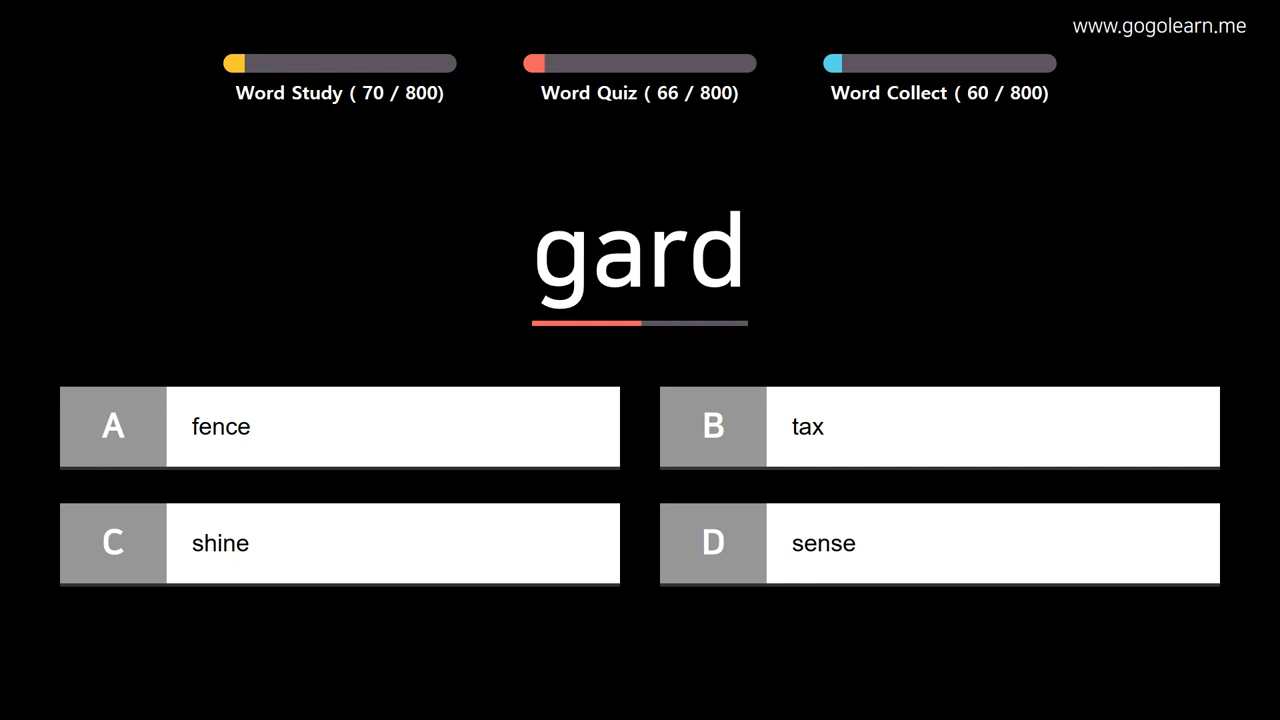 www.gogolearn.me
Word Study ( 70 / 800)
Word Quiz ( 66 / 800)
Word Collect ( 60 / 800)
gard
A fence
B tax
C shine
D sense